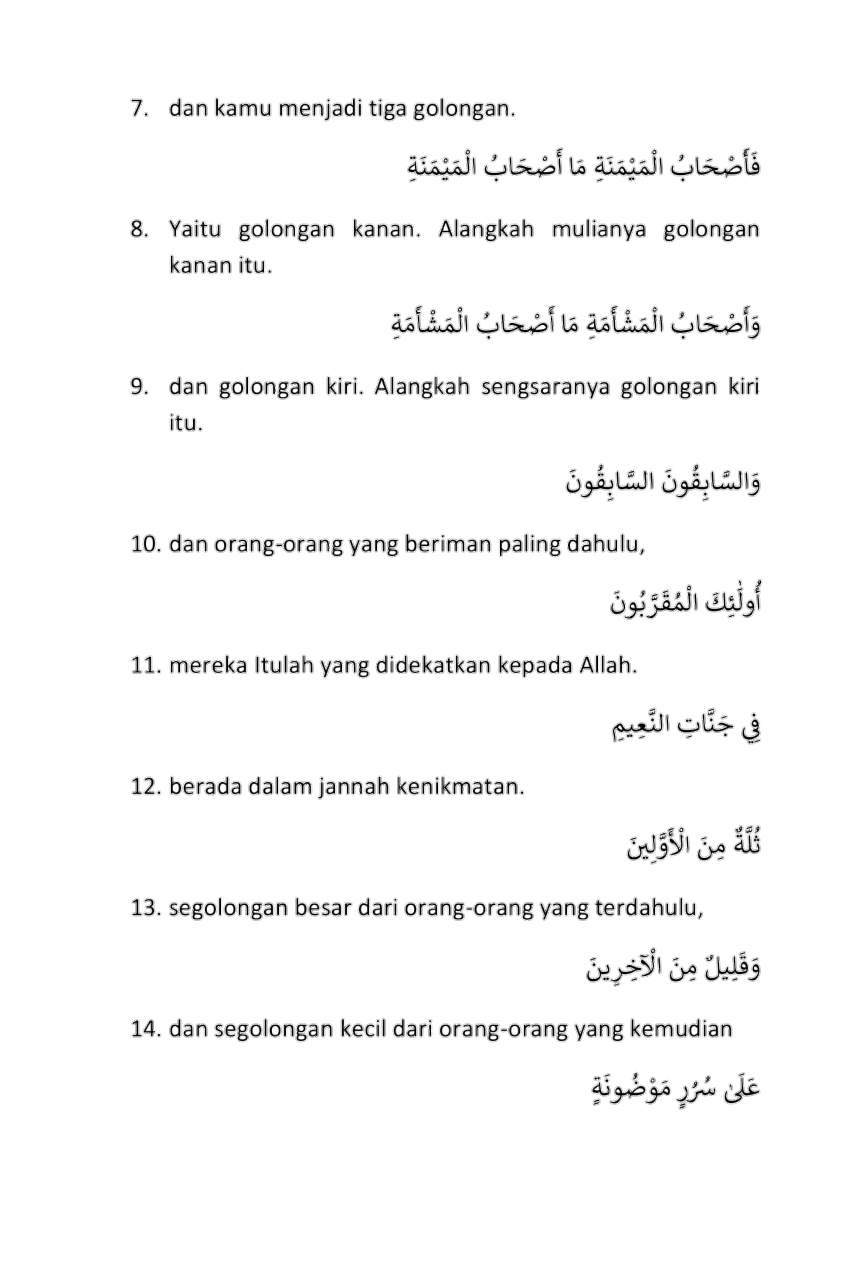 7. dan kamu menjadi tiga golongan.
فَأَصْحَابُ الْمَيْمَنَةِ مَا أَصْحَابُ الْمَيْمَنَةِ
8. Yaitu golongan kanan. Alangkah mulianya golongan
kanan itu.
وَأَصْحَابُ الْمَشْأَمَةِ مَا أَصْحَابُ الْمَشْأَمَةِ
9. dan golongan kiri. Alangkah sengsaranya golongan kiri
itu.
وَالسَّابِقُونَ السَّابِقُونَ
10. dan orang-orang yang beriman paling dahulu,
أُولَٰئِكَ الْمُقَرَّبُونَ
11. mereka Itulah yang didekatkan kepada Allah.
فِي جَنَّاتِ النَّعِيمِ
12. berada dalam jannah kenikmatan.
ثُلَّةٌ مِنَ الْأَوَّلِينَ
13. segolongan besar dari orang-orang yang terdahulu,
وَقَلِيلٌ مِنَ الْآخِرِينَ
14. dan segolongan kecil dari orang-orang yang kemudian
عَلَىٰ سُرُرٍ مَوْضُونَةٍ